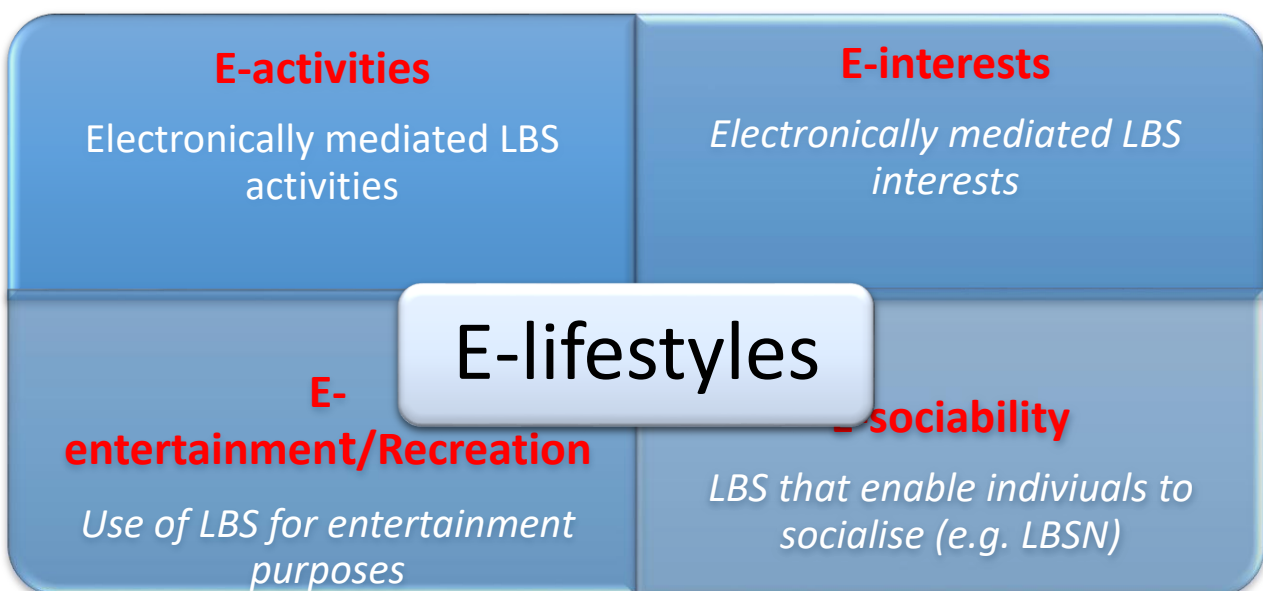 E-activities
Electronically mediated LBS
activities
E-interests
Electronically mediated LBS
interests
E-lifestyles
E-
entertainment/Recreation
Use of LBS for entertainment
purposes
-sociability
LBS that enable indiviuals to
socialise (e.g. LBSN)